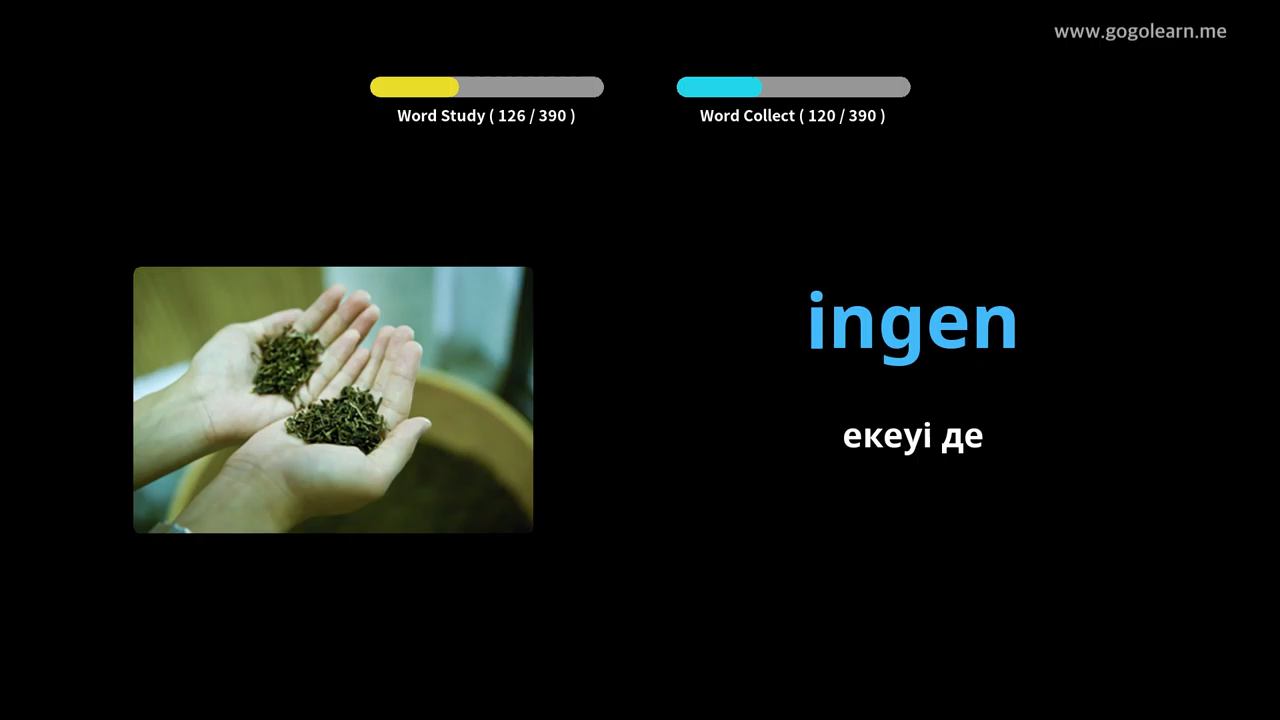 www.gogolearn.me
Word Study ( 126 / 390 )
Word Collect ( 120 / 390 )
ingen
екеуі де